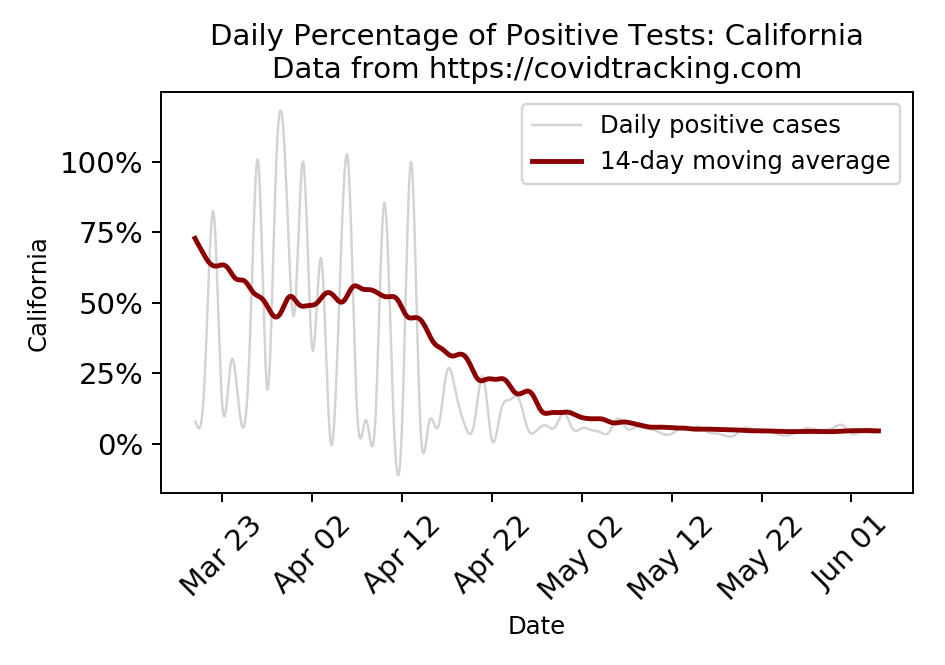 Daily Percentage of Positive Tests: California
Data from https://covidtracking.com
Daily positive cases
14-day moving average
100%
75%
50%
25%
0%
California
Mar 23
Apr 02
Apr 12
Apr 22
May 02
May 12
May 22
Jun 01
Date